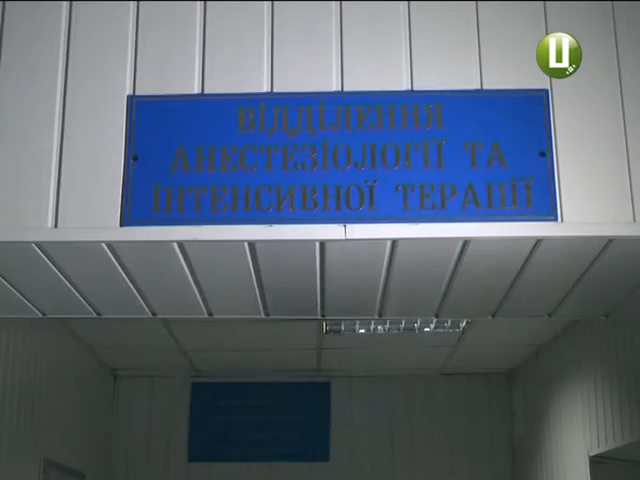 Ц
ВІДДІЛЕННЯ
АНЕСТЕЗІОЛОГІЇ ТА
ІНТЕНСИВНОЇ ТЕРАПІЇ